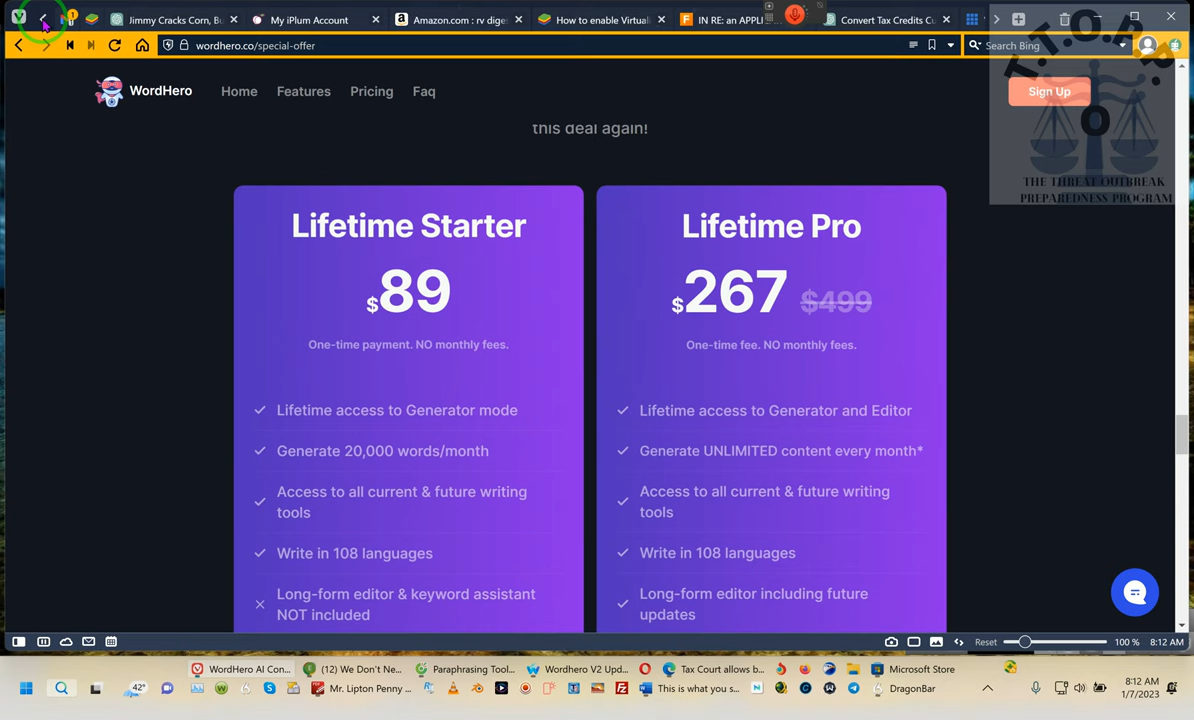 Jimmy Cracks Corn, Bu
My iPlum Account
Amazon.com : rv diges
How to enable Virtual
IN RE: an APPL
Convert Tax Credits Cu
wordhero.co/special-offer
Search Bing
WordHero
Home
Features
Pricing
Faq
Sign Up
T.T.O.P.P.
O
THE THREAT OUTBREAK
PREPAREDNESS PROGRAM
this deal again!
Lifetime Starter
$89
One-time payment. NO monthly fees.
Lifetime access to Generator mode
Generate 20,000 words/month
Access to all current & future writing
tools
Write in 108 languages
Long-form editor & keyword assistant
NOT included
Lifetime Pro
$267 $499
One-time fee. NO monthly fees.
Lifetime access to Generator and Editor
Generate UNLIMITED content every month*
Access to all current & future writing
tools
Write in 108 languages
Long-form editor including future
updates
Reset
100 %
8:12 AM
WordHero AI Con...
(12) We Don't Ne...
Paraphrasing Tool...
Wordhero V2 Upd...
Tax Court allows b...
Microsoft Store
42°
Mr. Lipton Penny ...
This is what you s...
DragonBar
8:12 AM
1/7/2023